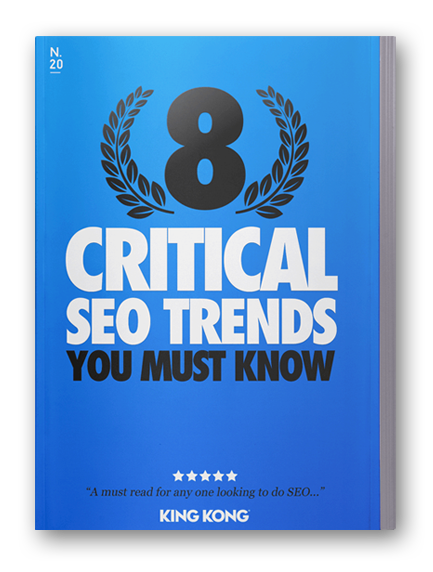 N.
20
8
CRITICAL
SEO TRENDS
YOU MUST KNOW
“A must read for any one looking to do SEO...”
KING KONG